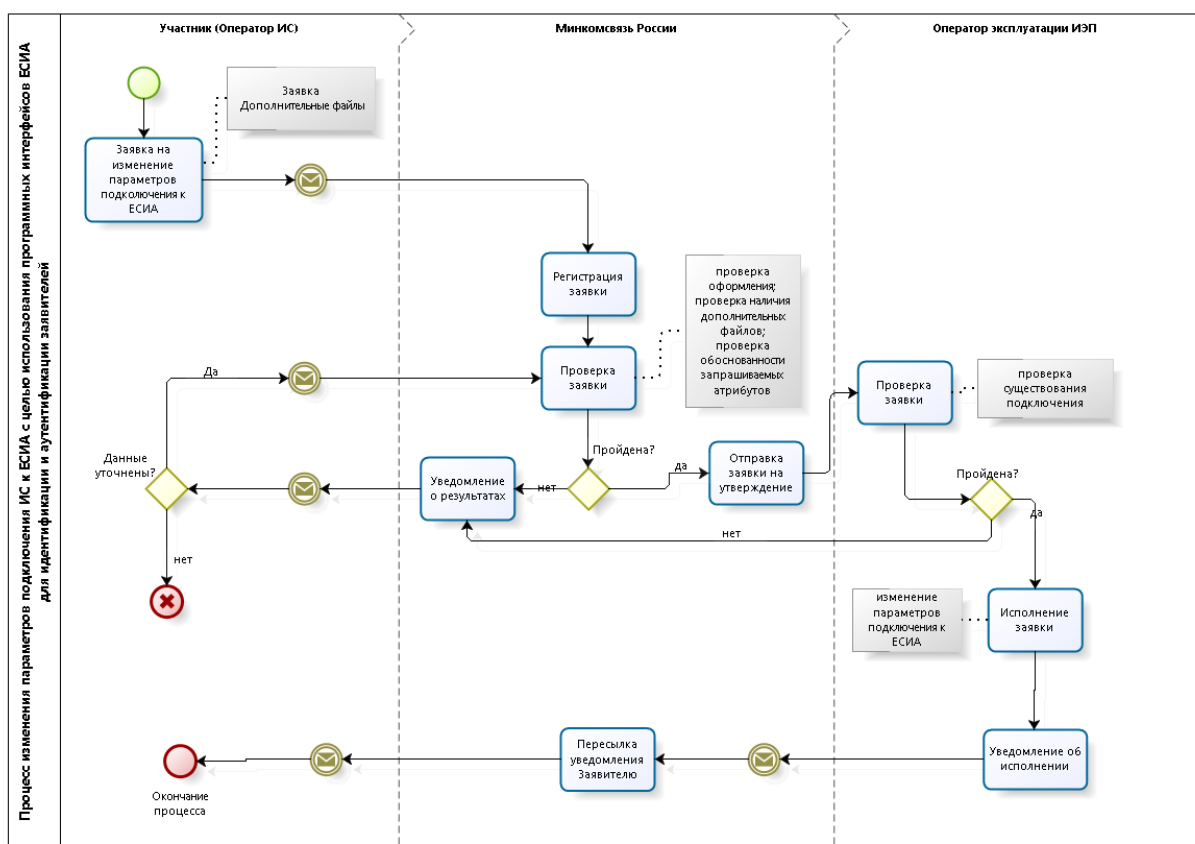 Процесс изменения параметров подключения ИС к ЕСИА с целью использования программных интерфейсов ЕСИА
для идентификации и аутентификации заявителей
Участник (Оператор ИС)
Минкомсвязь России
Оператор эксплуатации ИЭП
Заявка
Дополнительные файлы
Заявка на
изменение
параметров
подколючения к
ЕСИА
Регистрация
заявки
проверка
оформления;
проверка наличия
дополнительных
файлов;
проверка
обоснованности
запрашиваемых
атрибутов
Да
Проверка
заявки
Проверка
заявки
проверка
существования
подключения
Данные
уточнены?
Уведомление
о результатах
нет
Пройдена?
да
Отправка
заявки на
утверждение
Пройдена?
да
нет
нет
изменение
параметров
подключения к
ЕСИА
Исполнение
заявки
Окончание
процесса
Пересылка
уведомления
Заявителю
Уведомление об
исполнении